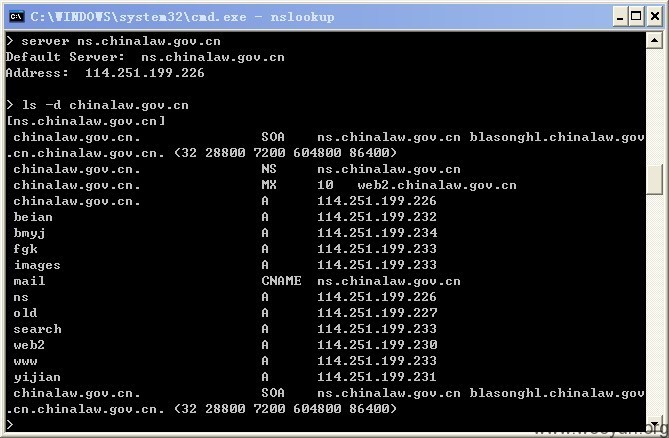 C:\WINDOWS\system32\cmd.exe - nslookup
> server ns.chinalaw.gov.cn
Default Server:  ns.chinalaw.gov.cn
Address:  114.251.199.226
> ls -d chinalaw.gov.cn
[ns.chinalaw.gov.cn]
chinalaw.gov.cn. SOA ns.chinalaw.gov.cn blasonghl.chinalaw.gov
.cn.chinalaw.gov.cn. (32 28800 7200 604800 86400)
chinalaw.gov.cn. NS ns.chinalaw.gov.cn
chinalaw.gov.cn. MX 10 web2.chinalaw.gov.cn
chinalaw.gov.cn. A 114.251.199.226
beian A 114.251.199.232
bmyj A 114.251.199.234
fgk A 114.251.199.233
images A 114.251.199.233
mail CNAME ns.chinalaw.gov.cn
ns A 114.251.199.226
old A 114.251.199.227
search A 114.251.199.233
web2 A 114.251.199.230
www A 114.251.199.233
yijian A 114.251.199.231
chinalaw.gov.cn. SOA ns.chinalaw.gov.cn blasonghl.chinalaw.gov
.cn.chinalaw.gov.cn. (32 28800 7200 604800 86400)
>